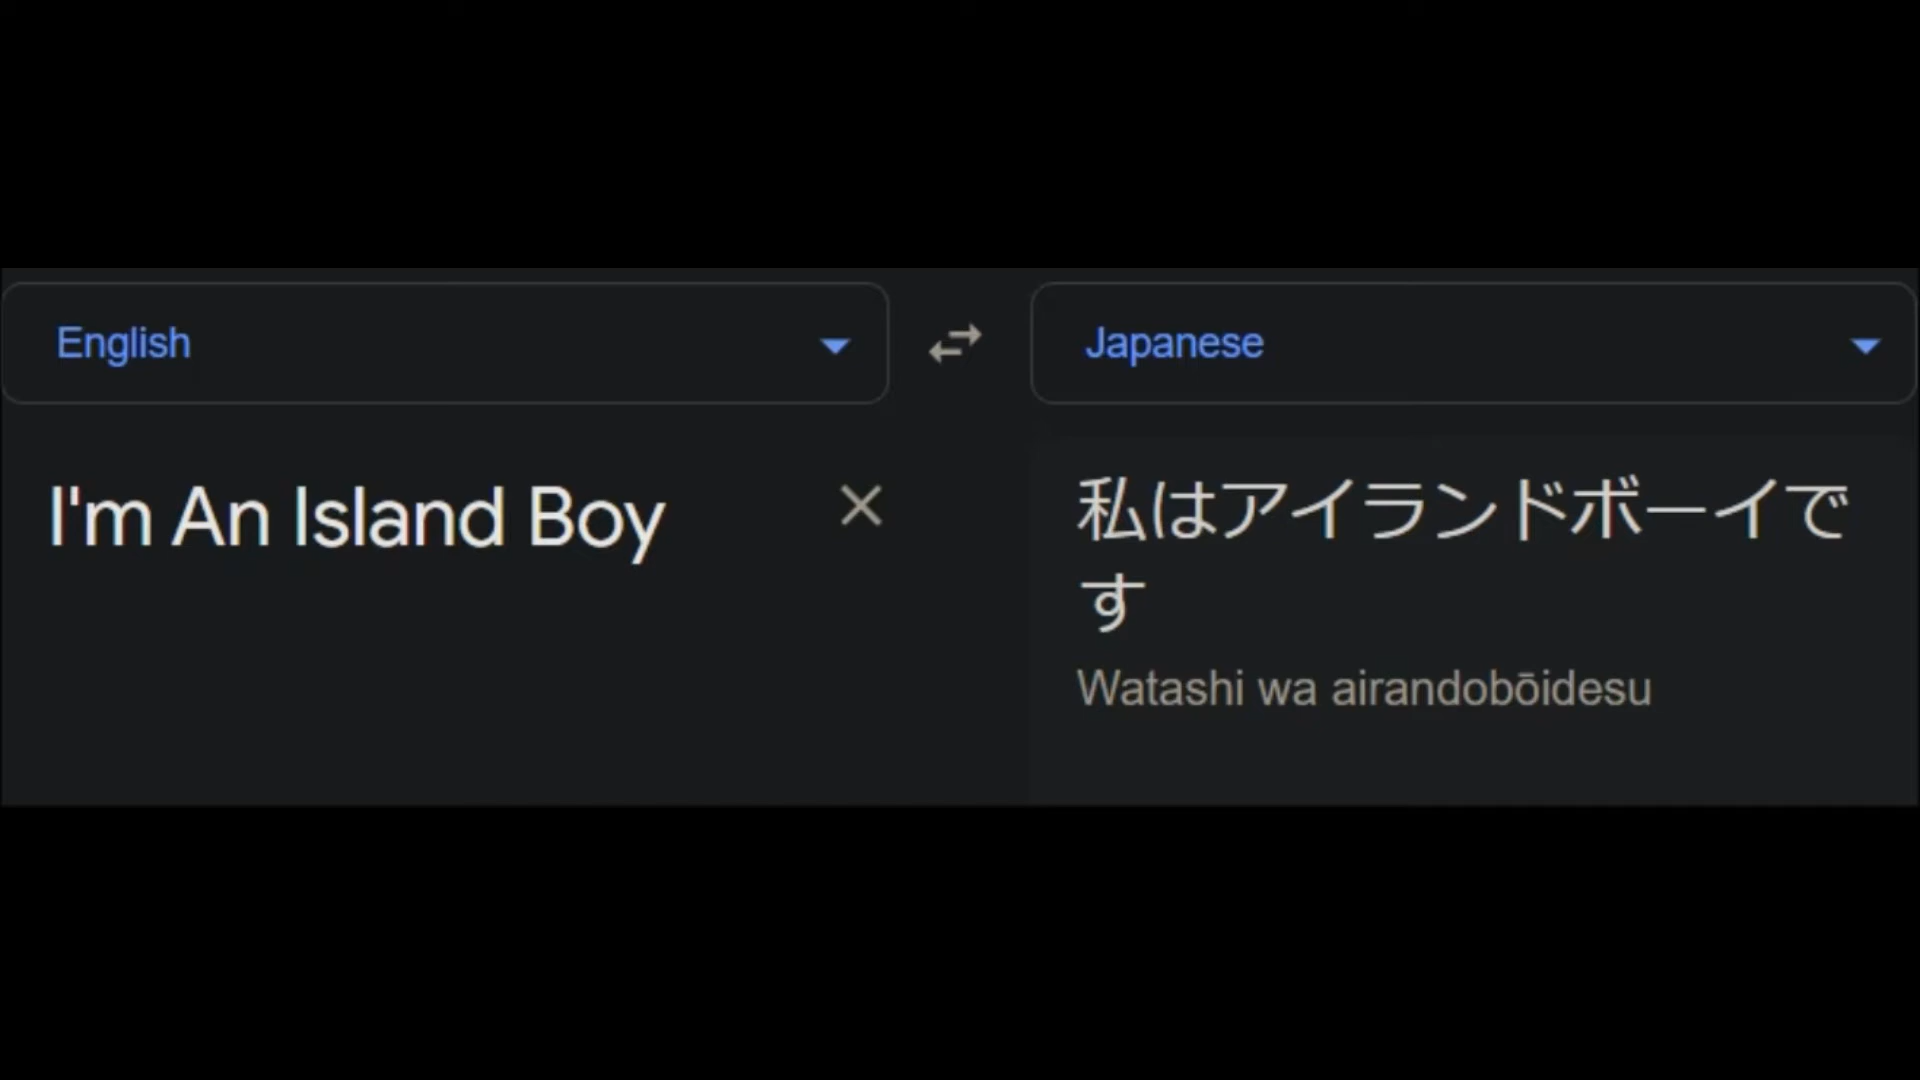 English
Japanese
I'm An Island Boy
私はアイランドボーイで
す
Watashi wa airandobōidesu